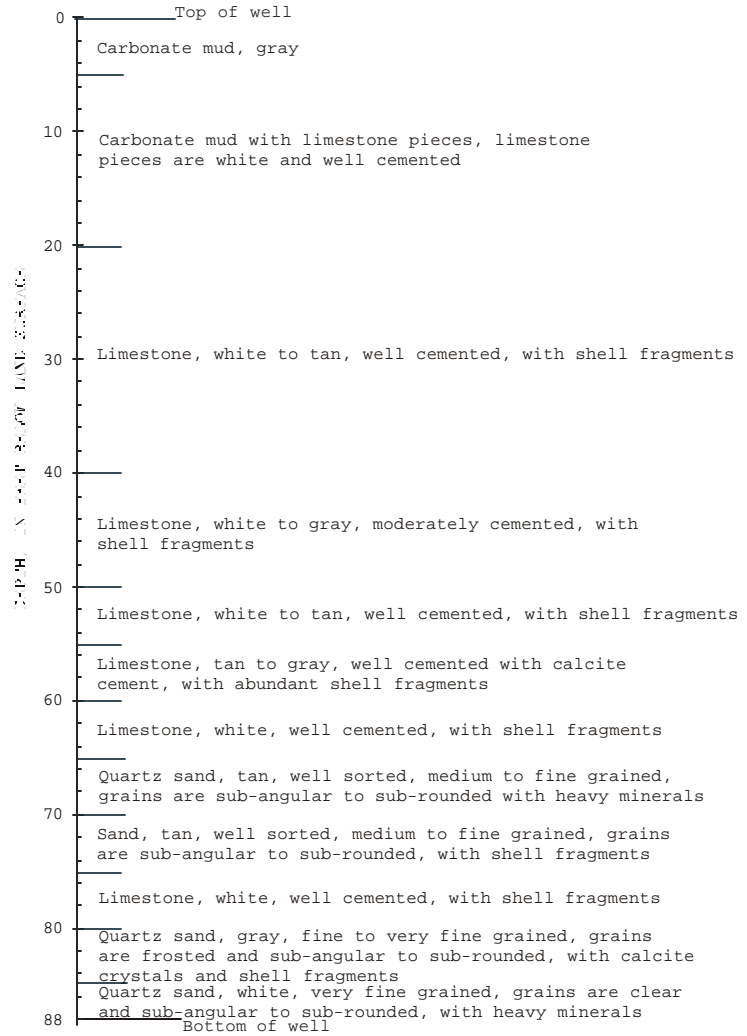 0 Top of well
Carbonate mud, gray
10
Carbonate mud with limestone pieces, limestone
pieces are white and well cemented
20
30 Limestone, white to tan, well cemented, with shell fragments
40
Limestone, white to gray, moderately cemented, with
shell fragments
50
Limestone, white to tan, well cemented, with shell fragments
Limestone, tan to gray, well cemented with calcite
cement, with abundant shell fragments
60
Limestone, white, well cemented, with shell fragments
Quartz sand, tan, well sorted, medium to fine grained,
grains are sub-angular to sub-rounded with heavy minerals
70
Sand, tan, well sorted, medium to fine grained, grains
are sub-angular to sub-rounded, with shell fragments
Limestone, white, well cemented, with shell fragments
80
Quartz sand, gray, fine to very fine grained, grains
are frosted and sub-angular to sub-rounded, with calcite
crystals and shell fragments
Quartz sand, white, very fine grained, grains are clear
and sub-angular to sub-rounded, with heavy minerals
88 Bottom of well